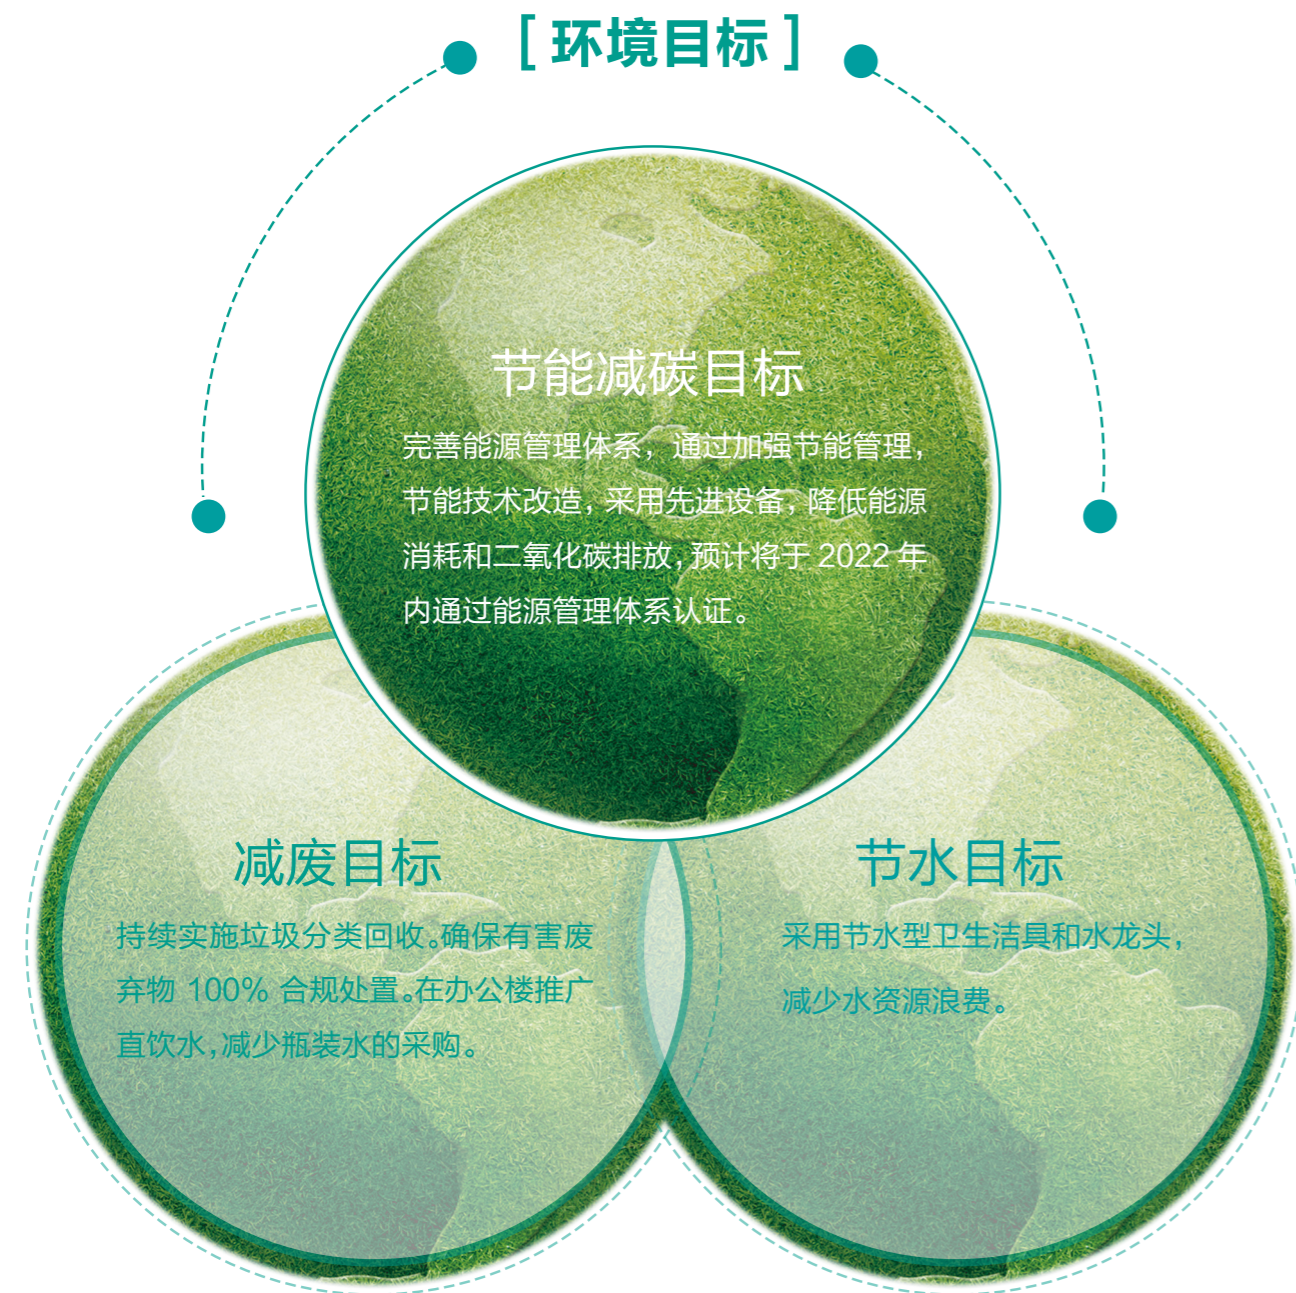 [ 环境目标 ]
节能减碳目标
完善能源管理体系，通过加强节能管理，
节能技术改造，采用先进设备，降低能源
消耗和二氧化碳排放，预计将于 2022 年
内通过能源管理体系认证。
减废目标
持续实施垃圾分类回收。确保有害废
弃物 100% 合规处置。在办公楼推广
直饮水，减少瓶装水的采购。
节水目标
采用节水型卫生洁具和水龙头，
减少水资源浪费。